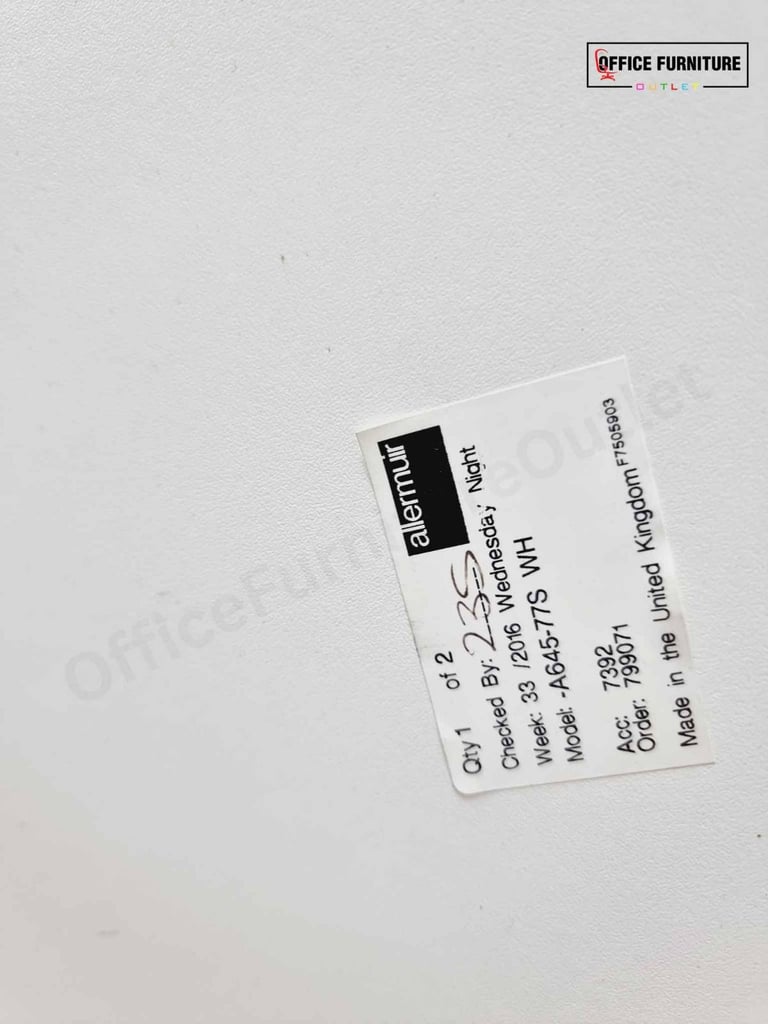 OFFICE FURNITURE
OUTLET
OfficeFurnitureOutlet
allermuir
Qty 1 of 2
Checked By: 235
Week: 33 /2016 Wednesday Night
Model: -A645-77S WH
Acc: 7392
Order: 799071
Made in the United Kingdom F7505903